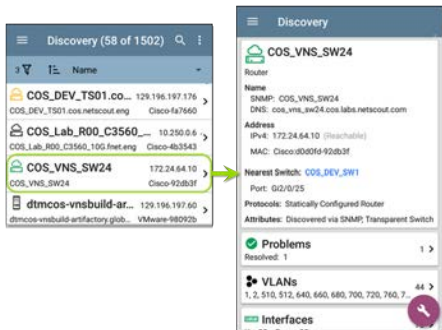 Discovery (58 of 1502)
3 Name
COS_DEV_TS01.co... 129.196.197.176
COS_DEV_TS01.cos.netscout.eng Cisco-fa7660
COS_Lab_R00_C3560_... 10.250.0.6
COS_Lab_R00_C3560_10G.fnet.eng Cisco-4b3543
COS_VNS_SW24 172.24.64.10
COS_VNS_SW24 Cisco-92db3f
dtmcos-vnsbuild-ar... 129.196.197.60
dtmcos-vnsbuild-artifactory.glob.. VMware-98092b
Discovery
COS_VNS_SW24
Router
Name
SNMP: COS_VNS_SW24
DNS: cos_vns_sw24.cos.labs.netscout.com
Address
IPv4: 172.24.64.10 (Reachable)
MAC: Cisco:d0d0fd-92db3f
Nearest Switch: COS_DEV_SW1
Port: Gi2/0/25
Protocols: Statically Configured Router
Attributes: Discovered via SNMP, Transparent Switch
Problems 1
Resolved: 1
VLANs 44
1, 2, 510, 512, 640, 660, 680, 700, 720, 760, 7...
Interfaces